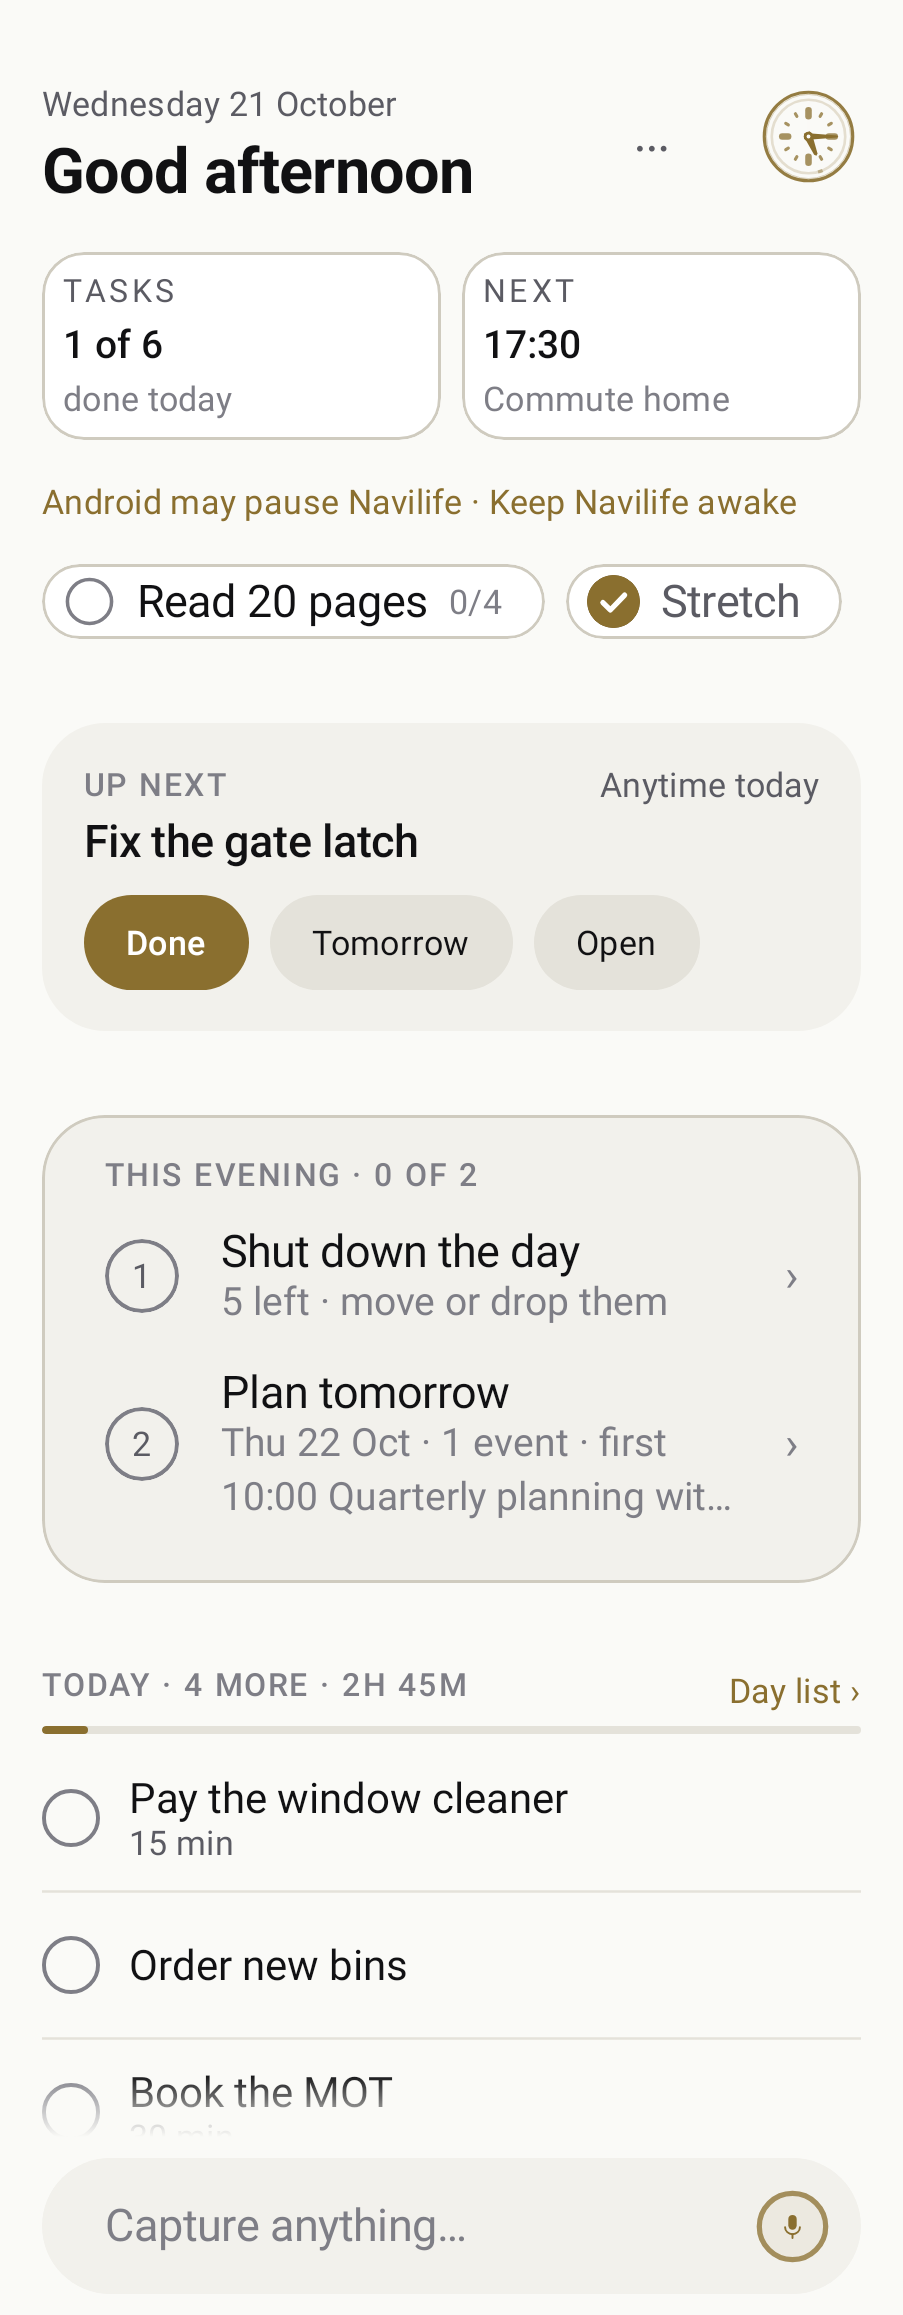 Wednesday 21 October
Good afternoon
...
TASKS
1 of 6
done today
NEXT
17:30
Commute home
Android may pause Navilife · Keep Navilife awake
Read 20 pages 0/4
Stretch
UP NEXT
Anytime today
Fix the gate latch
Done
Tomorrow
Open
THIS EVENING · 0 OF 2
1
Shut down the day
5 left · move or drop them
›
2
Plan tomorrow
Thu 22 Oct · 1 event · first
10:00 Quarterly planning wit...
›
TODAY · 4 MORE · 2H 45M
Day list ›
Pay the window cleaner
15 min
Order new bins
Book the MOT
Capture anything...